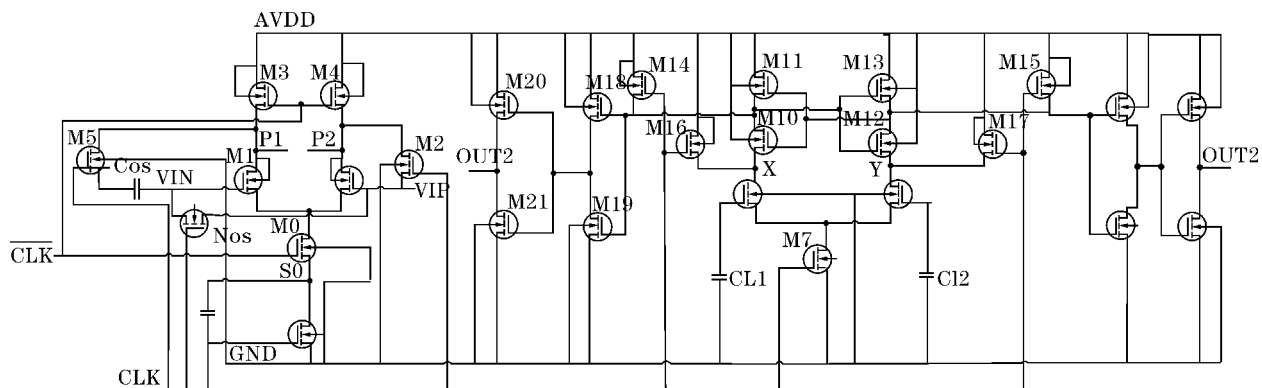 AVDD
M3 M4 M20 M18 M14 M11 M13 M15
M5 P1 P2 M2 M16 M10 M12 M17
Cos M1 OUT2 X Y OUT2
VIN VIP
M21 M19
Nos M0 M7
CLK S0 CL1 Cl2
GND
CLK